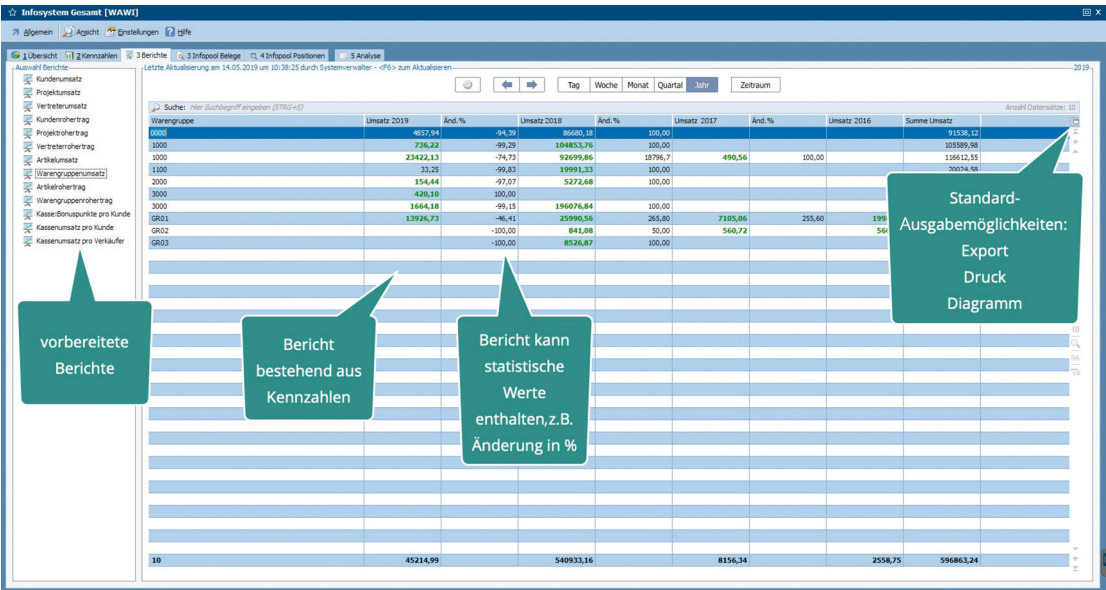 Infosystem Gesamt [WAWI]
Allgemein Ansicht Einstellungen Hilfe
1 Übersicht 2 Kennzahlen 3 Berichte 3 Infopool Belege 4 Infopool Positionen 5 Analyse
Auswahl Berichte
Kundenumsatz
Projektumsatz
Vertreterumsatz
Kundenrohertrag
Projektrohertrag
Vertreterrohertrag
Artikelumsatz
Warengruppenumsatz
Artikelrohertrag
Warengruppenrohertrag
Kasse:Bonuspunkte pro Kunde
Kassenumsatz pro Kunde
Kassenumsatz pro Verkäufer
Letzte Aktualisierung am 14.05.2019 um 10:38:25 durch Systemverwalter - <F6> zum Aktualisieren 2019
Tag Woche Monat Quartal Jahr Zeitraum
Suche: Hier Suchbegriff eingeben (STRG+S) Anzahl Datensätze: 10
Warengruppe Umsatz 2019 Änd.% Umsatz 2018 Änd.% Umsatz 2017 Änd.% Umsatz 2016 Summe Umsatz
0000 4857,94 -94,39 86680,18 100,00 91538,12
1000 736,22 -99,29 104853,76 100,00 105589,98
1000 23422,13 -74,73 92699,86 18796,7 490,56 100,00 116612,55
1100 33,25 -99,83 19991,33 100,00 20024,58
2000 154,44 -97,07 5272,68 100,00
3000 420,10 100,00
3000 1664,18 -99,15 196076,84 100,00
GR01 13926,73 -46,41 25990,56 265,80 7105,06 255,60
GR02 -100,00 841,08 50,00 560,72
GR03 -100,00 8526,87 100,00
10 45214,99 540933,16 8156,34 2558,75 596863,24
vorbereitete
Berichte
Bericht
bestehend aus
Kennzahlen
Bericht kann
statistische
Werte
enthalten,z.B.
Änderung in %
Standard-
Ausgabemöglichkeiten:
Export
Druck
Diagramm